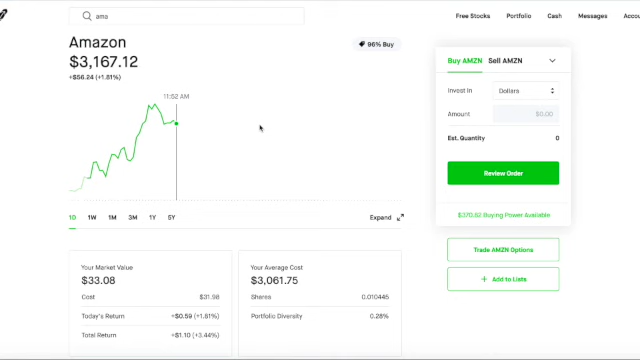 ama
Free Stocks
Portfolio
Cash
Messages
Accou
Amazon
$3,167.12
+$56.24 (+1.81%)
96% Buy
11:52 AM
1D 1W 1M 3M 1Y 5Y
Expand
Your Market Value
$33.08
Cost $31.98
Today's Return +$0.59 (+1.81%)
Total Return +$1.10 (+3.44%)
Your Average Cost
$3,061.75
Shares 0.010445
Portfolio Diversity 0.28%
Buy AMZN Sell AMZN
Invest In Dollars
Amount $0.00
Est. Quantity 0
Review Order
$370.62 Buying Power Available
Trade AMZN Options
+ Add to Lists